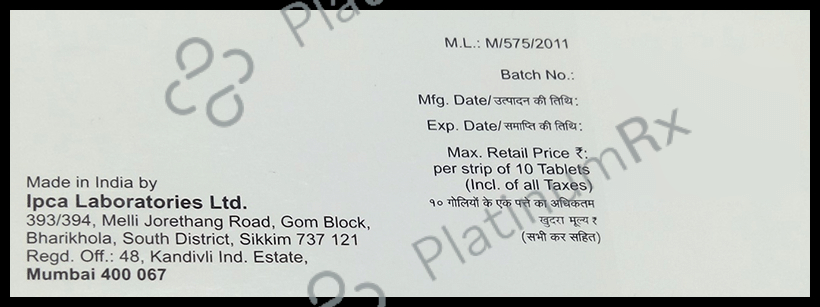 M.L.: M/575/2011
Batch No.:
Mfg. Date/उत्पादन की तिथि:
Exp. Date/समाप्ति की तिथि:
Max. Retail Price ₹:
per strip of 10 Tablets
(Incl. of all Taxes)
१० गोलियों के एक पत्ते का अधिकतम
खुदरा मूल्य ₹
(सभी कर सहित)
Made in India by
Ipca Laboratories Ltd.
393/394, Melli Jorethang Road, Gom Block,
Bharikhola, South District, Sikkim 737 121
Regd. Off.: 48, Kandivli Ind. Estate,
Mumbai 400 067
PlatinumRx
Platinum